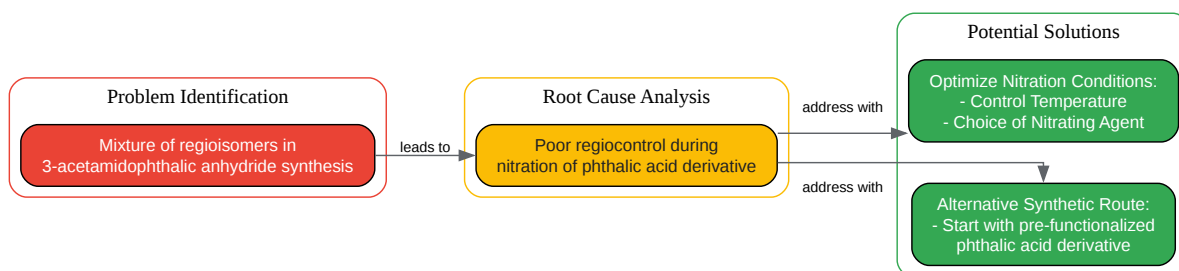 Problem Identification
Mixture of regioisomers in
3-acetamidophthalic anhydride synthesis
leads to
Root Cause Analysis
Poor regiocontrol during
nitration of phthalic acid derivative
address with
address with
Potential Solutions
Optimize Nitration Conditions:
- Control Temperature
- Choice of Nitrating Agent
Alternative Synthetic Route:
- Start with pre-functionalized
phthalic acid derivative